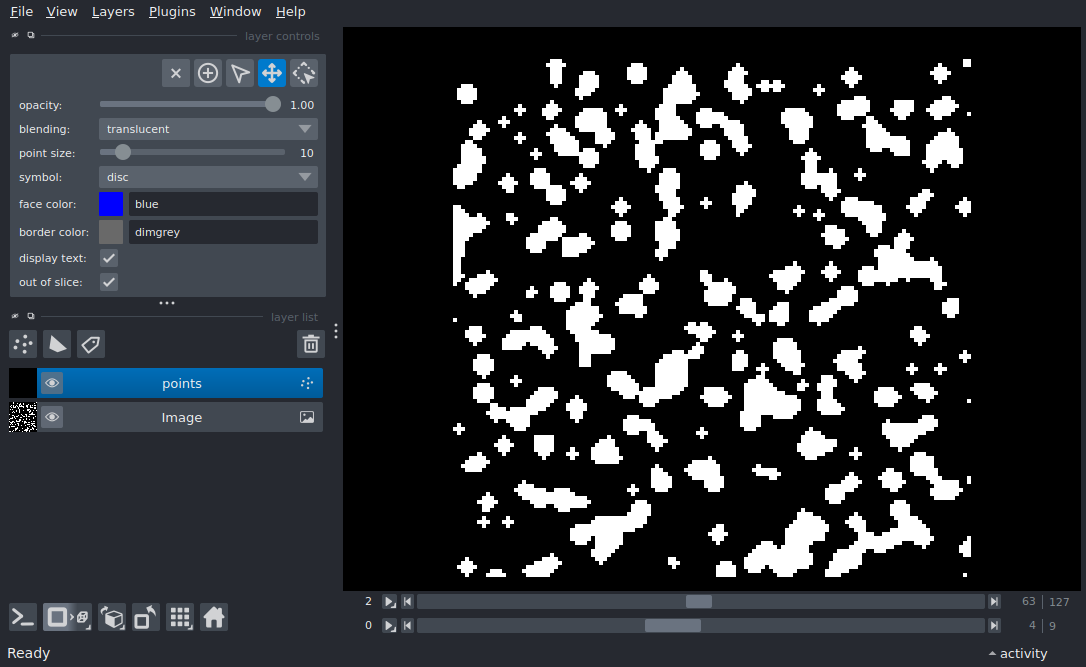 File View Layers Plugins Window Help
layer controls
opacity: 1.00
blending: translucent
point size: 10
symbol: disc
face color: blue
border color: dimgrey
display text:
out of slice:
layer list
points
Image
2 63 | 127
0 4 | 9
Ready activity